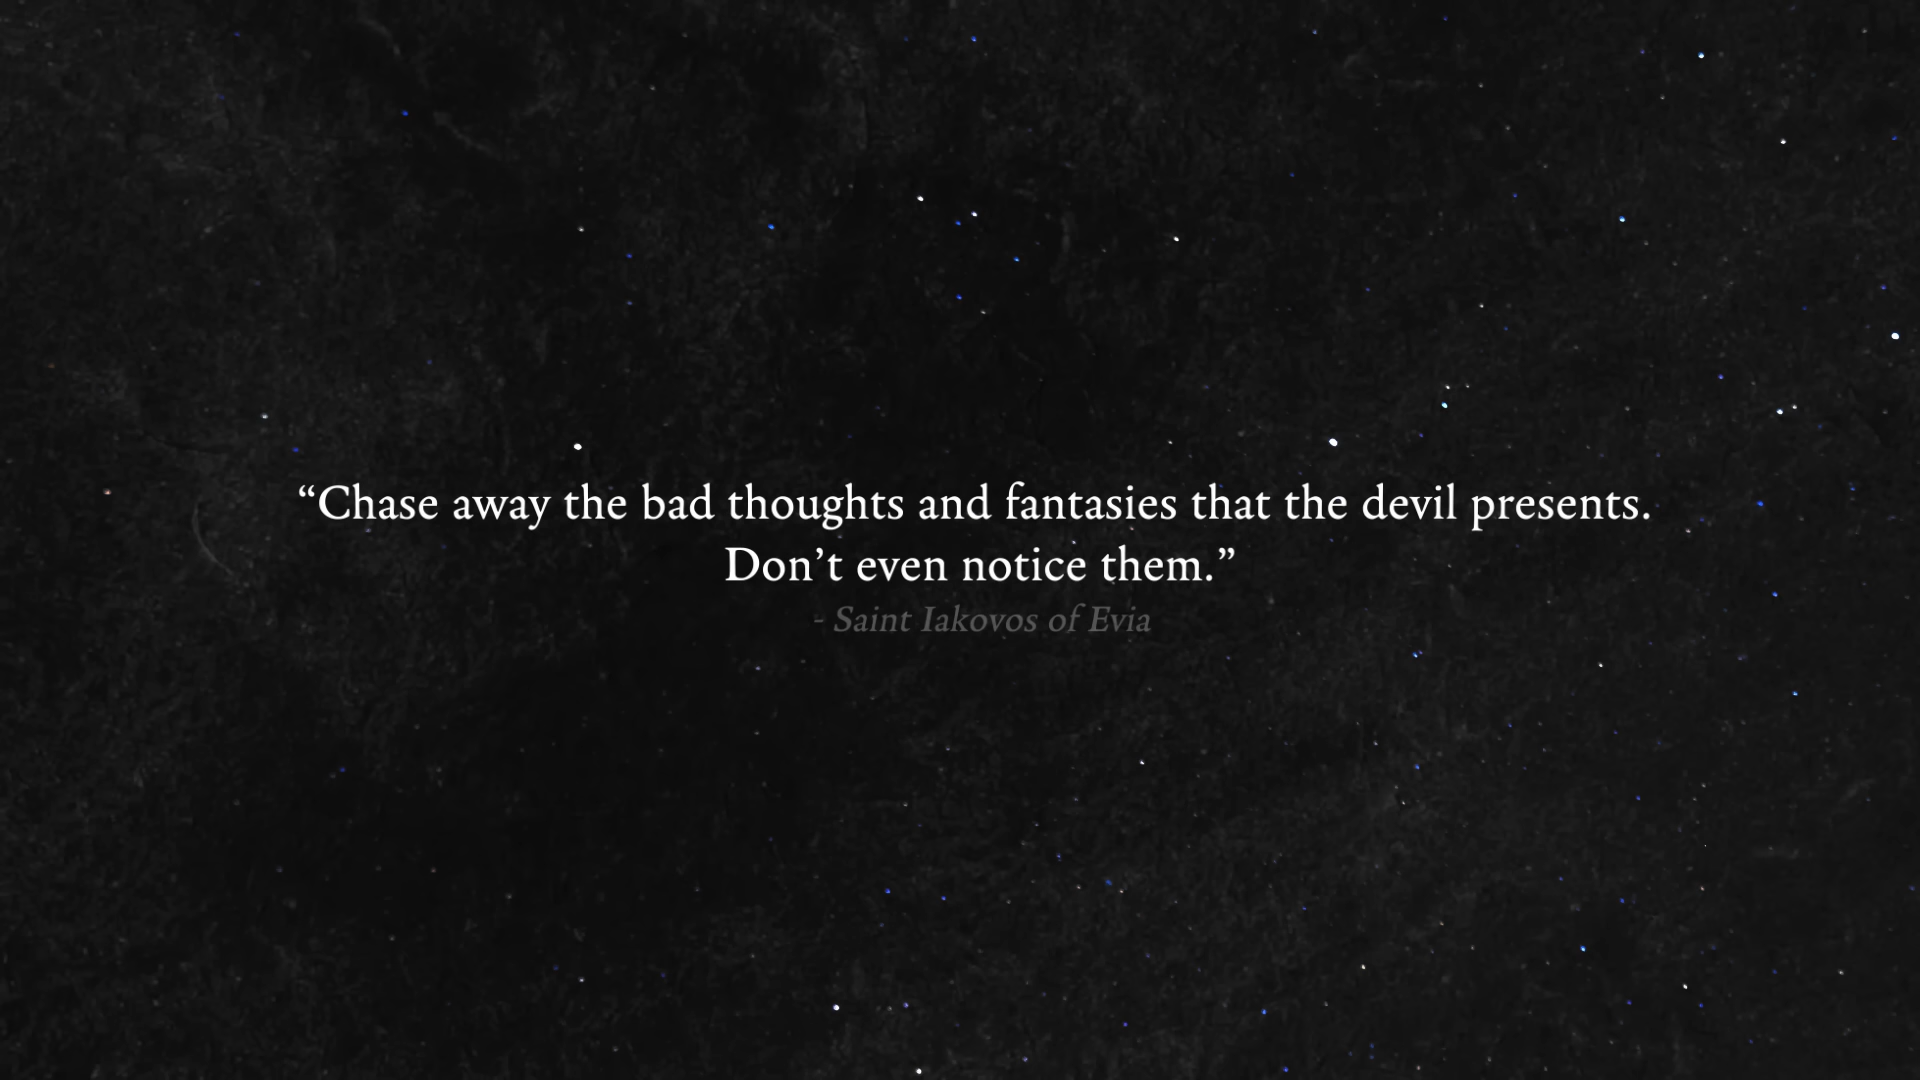 “Chase away the bad thoughts and fantasies that the devil presents.
Don’t even notice them.”
- Saint Iakovos of Evia